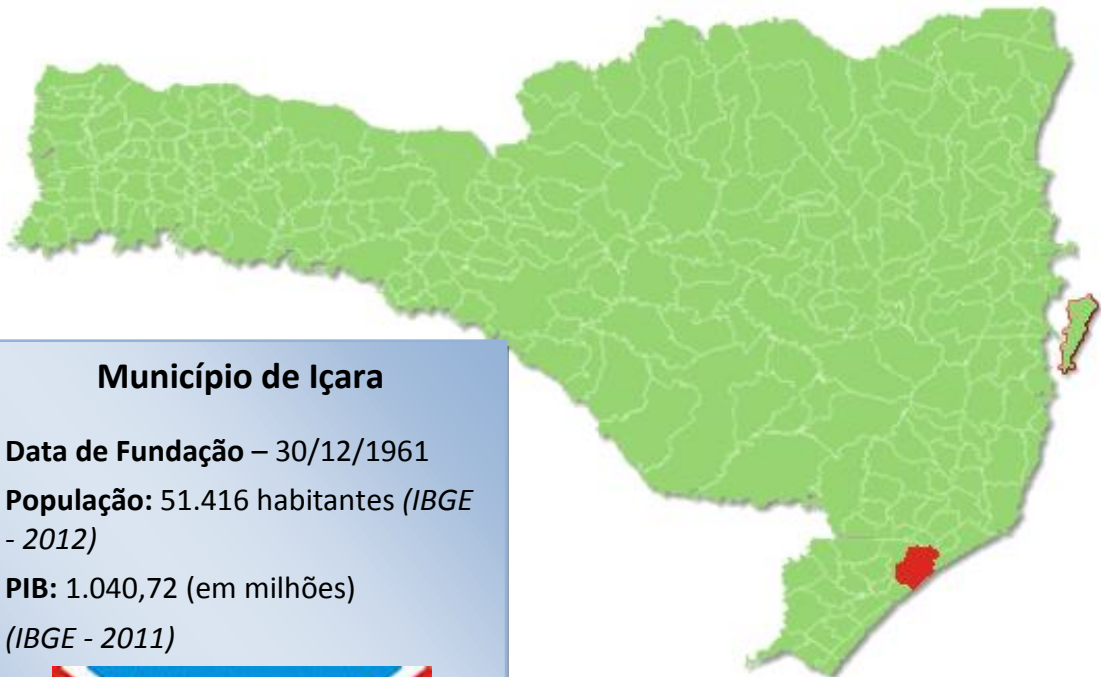 Município de Içara
Data de Fundação – 30/12/1961
População: 51.416 habitantes (IBGE
- 2012)
PIB: 1.040,72 (em milhões)
(IBGE - 2011)